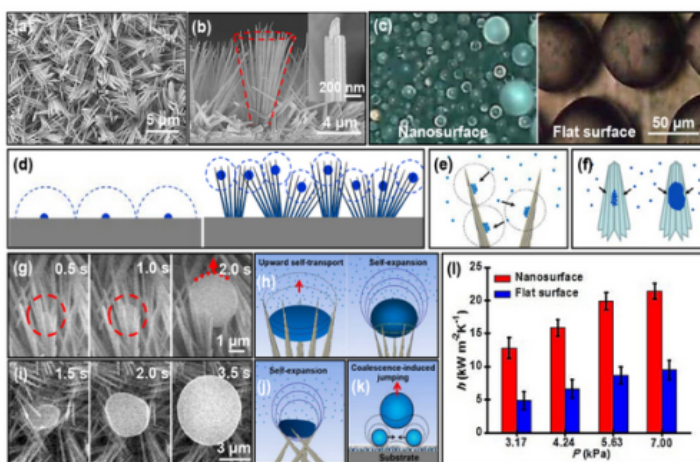 (a)
5 µm
(b)
200 nm
4 µm
(c)
Nanosurface
Flat surface
50 µm
(d)
(e)
(f)
(g)
0.5 s
1.0 s
2.0 s
1 µm
(h)
Upward self-transport
Self-expansion
(i)
1.5 s
2.0 s
3.5 s
3 µm
(j)
Self-expansion
(k)
Coalescence-induced
jumping
Substrate
(l)
Nanosurface
Flat surface
h (kW m⁻²K⁻¹)
25
20
15
10
5
0
3.17
4.24
5.63
7.00
P (kPa)